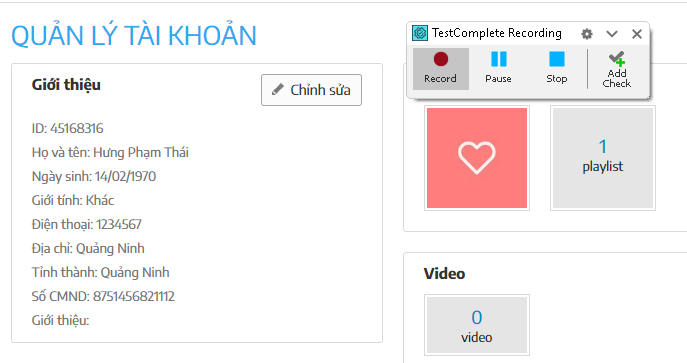 QUẢN LÝ TÀI KHOẢN
TestComplete Recording
Record
Pause
Stop
Add
Check
Giới thiệu
Chỉnh sửa
ID: 45168316
Họ và tên: Hưng Phạm Thái
Ngày sinh: 14/02/1970
Giới tính: Khác
Điện thoại: 1234567
Địa chỉ: Quảng Ninh
Tỉnh thành: Quảng Ninh
Số CMND: 8751456821112
Giới thiệu:
1
playlist
Video
0
video